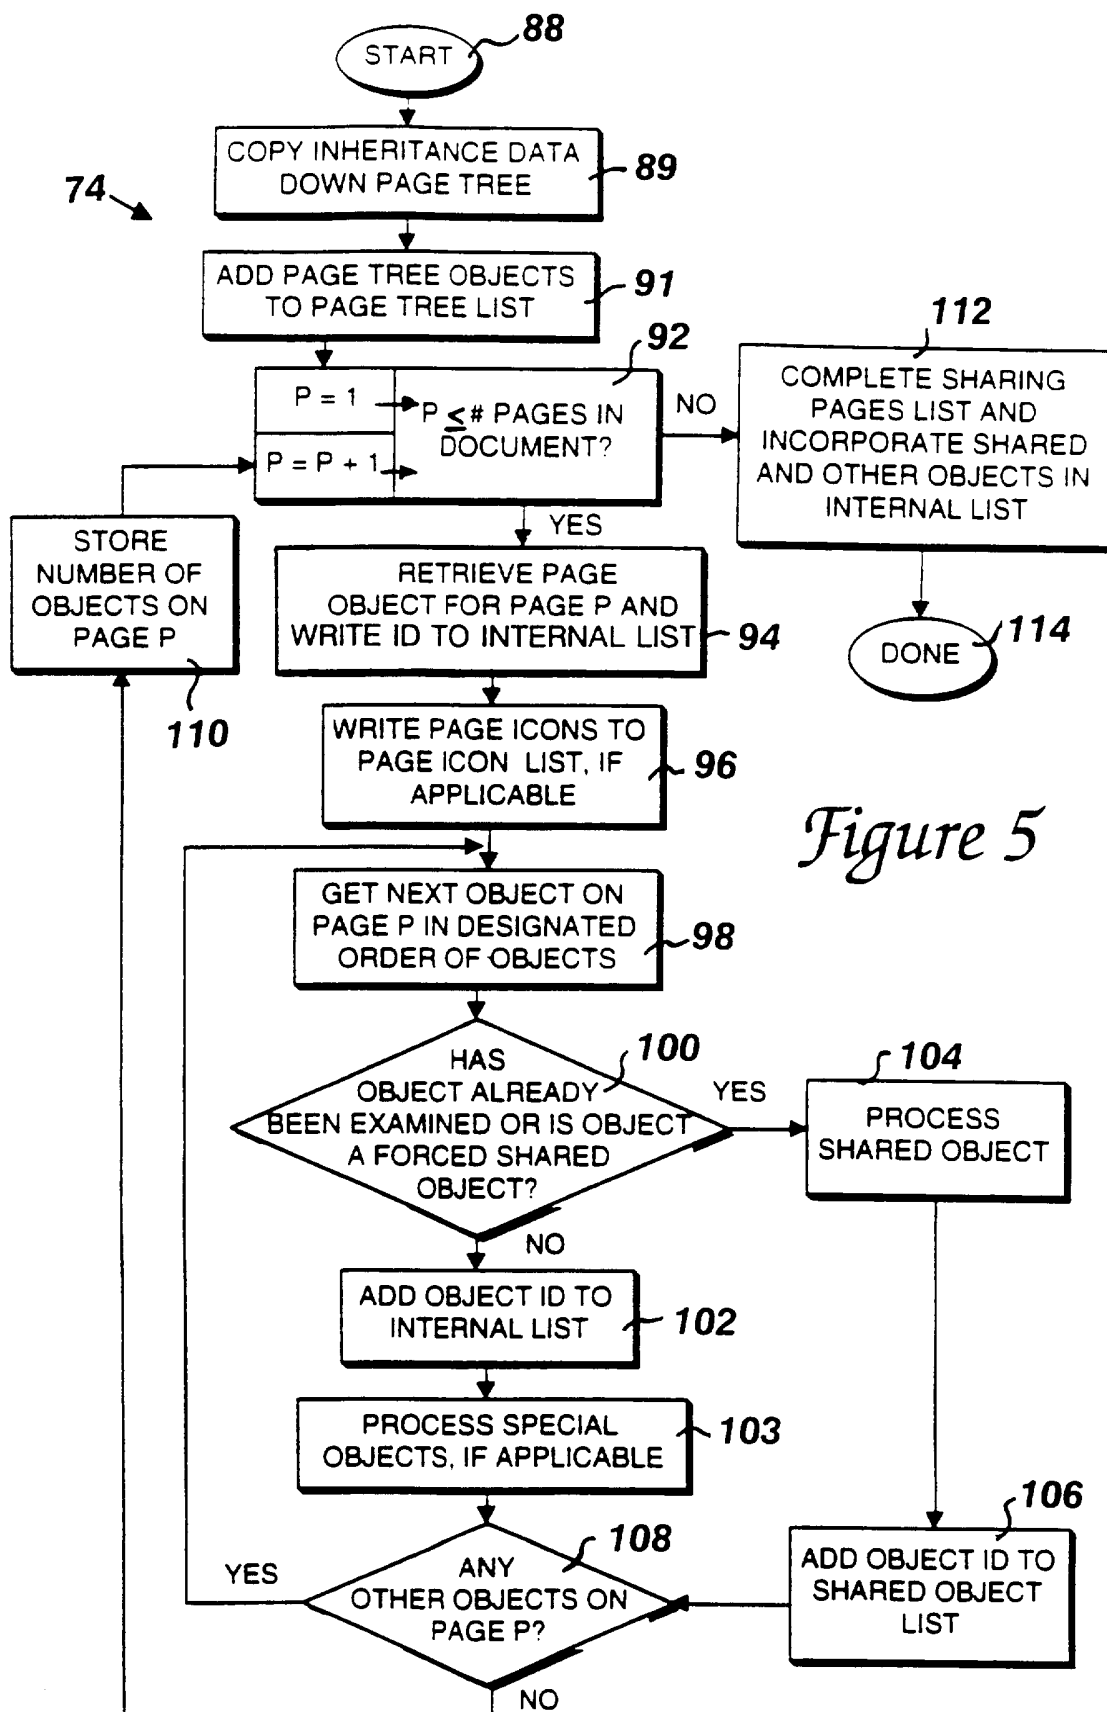 START
88
COPY INHERITANCE DATA
DOWN PAGE TREE
89
74
ADD PAGE TREE OBJECTS
TO PAGE TREE LIST
91
92
P = 1
P = P + 1
P ≤ # PAGES IN
DOCUMENT?
NO
YES
112
COMPLETE SHARING
PAGES LIST AND
INCORPORATE SHARED
AND OTHER OBJECTS IN
INTERNAL LIST
DONE
114
STORE
NUMBER OF
OBJECTS ON
PAGE P
110
RETRIEVE PAGE
OBJECT FOR PAGE P AND
WRITE ID TO INTERNAL LIST
94
WRITE PAGE ICONS TO
PAGE ICON LIST, IF
APPLICABLE
96
Figure 5
GET NEXT OBJECT ON
PAGE P IN DESIGNATED
ORDER OF OBJECTS
98
HAS
OBJECT ALREADY
BEEN EXAMINED OR IS OBJECT
A FORCED SHARED
OBJECT?
100
YES
NO
104
PROCESS
SHARED OBJECT
ADD OBJECT ID TO
INTERNAL LIST
102
PROCESS SPECIAL
OBJECTS, IF APPLICABLE
103
106
ADD OBJECT ID TO
SHARED OBJECT
LIST
ANY
OTHER OBJECTS ON
PAGE P?
108
YES
NO